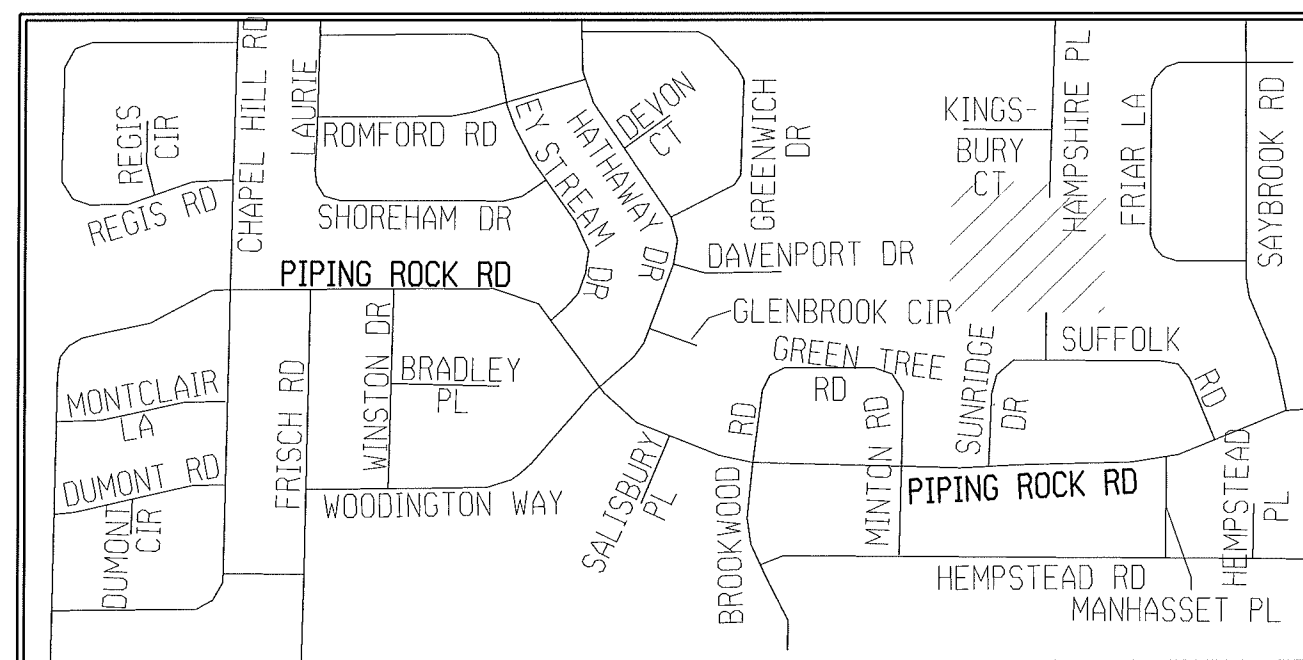 REGIS
CIR
REGIS RD
CHAPEL HILL RD
LAURIE
ROMFORD RD
SHOREHAM DR
EY STREAM DR
HATHAWAY DR
DEVON
CT
GREENWICH
DR
KINGS-
BURY
CT
HAMPSHIRE PL
FRIAR LA
SAYBROOK RD
DAVENPORT DR
PIPING ROCK RD
GLENBROOK CIR
GREEN TREE
RD
SUNRIDGE
DR
SUFFOLK
RD
MONTCLAIR
LA
DUMONT RD
DUMONT
CIR
FRISCH RD
WINSTON DR
BRADLEY
PL
WOODINGTON WAY
SALISBURY
PL
BROOKWOOD RD
MINTON RD
PIPING ROCK RD
HEMPSTEAD
PL
HEMPSTEAD RD
MANHASSET PL